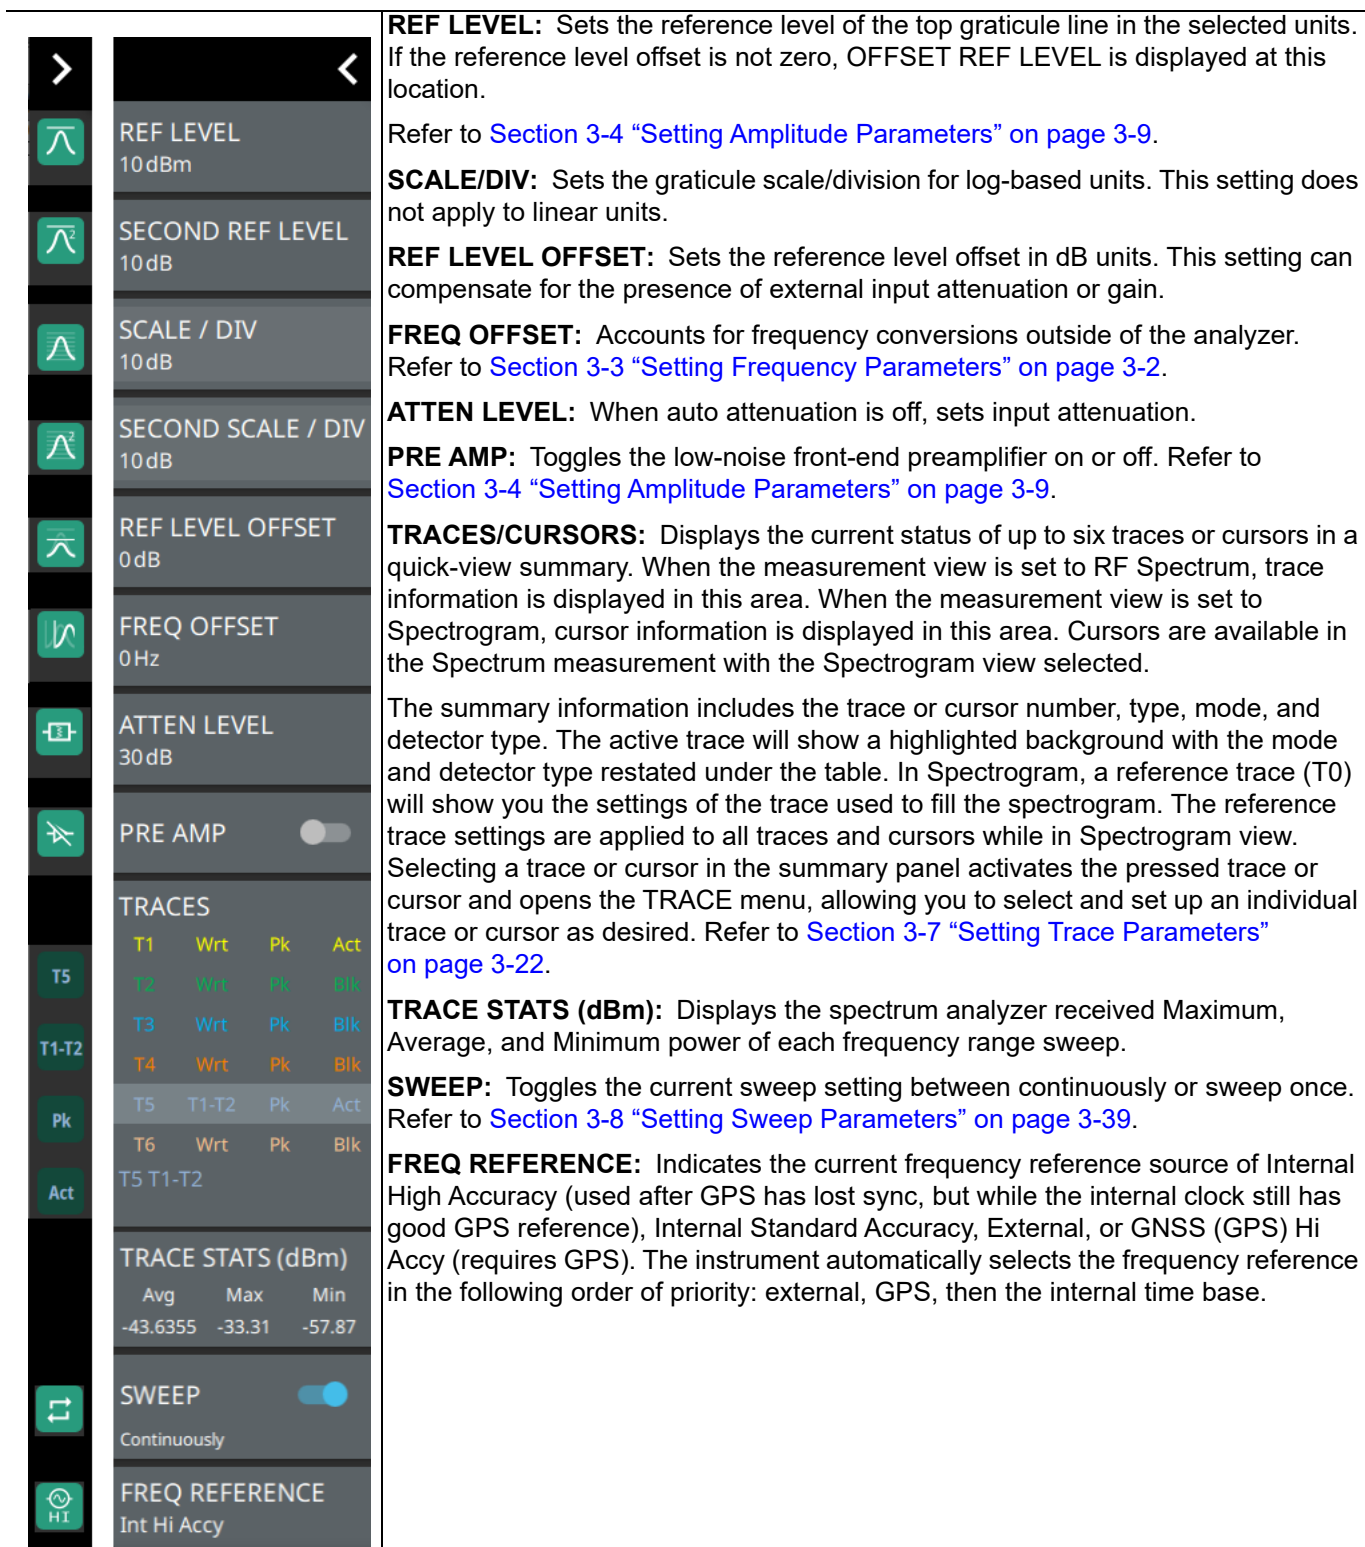 REF LEVEL
10 dBm
SECOND REF LEVEL
10 dB
SCALE / DIV
10 dB
SECOND SCALE / DIV
10 dB
REF LEVEL OFFSET
0 dB
FREQ OFFSET
0 Hz
ATTEN LEVEL
30 dB
PRE AMP
TRACES
T1 Wrt Pk Act
T2 Wrt Pk Blk
T3 Wrt Pk Blk
T4 Wrt Pk Blk
T5 T1-T2 Pk Act
T6 Wrt Pk Blk
T5 T1-T2
TRACE STATS (dBm)
Avg Max Min
-43.6355 -33.31 -57.87
SWEEP
Continuously
FREQ REFERENCE
Int Hi Accy
2
2
T5
T1-T2
Pk
Act
HI
REF LEVEL: Sets the reference level of the top graticule line in the selected units.
If the reference level offset is not zero, OFFSET REF LEVEL is displayed at this
location.
Refer to Section 3-4 “Setting Amplitude Parameters” on page 3-9.
SCALE/DIV: Sets the graticule scale/division for log-based units. This setting does
not apply to linear units.
REF LEVEL OFFSET: Sets the reference level offset in dB units. This setting can
compensate for the presence of external input attenuation or gain.
FREQ OFFSET: Accounts for frequency conversions outside of the analyzer.
Refer to Section 3-3 “Setting Frequency Parameters” on page 3-2.
ATTEN LEVEL: When auto attenuation is off, sets input attenuation.
PRE AMP: Toggles the low-noise front-end preamplifier on or off. Refer to
Section 3-4 “Setting Amplitude Parameters” on page 3-9.
TRACES/CURSORS: Displays the current status of up to six traces or cursors in a
quick-view summary. When the measurement view is set to RF Spectrum, trace
information is displayed in this area. When the measurement view is set to
Spectrogram, cursor information is displayed in this area. Cursors are available in
the Spectrum measurement with the Spectrogram view selected.
The summary information includes the trace or cursor number, type, mode, and
detector type. The active trace will show a highlighted background with the mode
and detector type restated under the table. In Spectrogram, a reference trace (T0)
will show you the settings of the trace used to fill the spectrogram. The reference
trace settings are applied to all traces and cursors while in Spectrogram view.
Selecting a trace or cursor in the summary panel activates the pressed trace or
cursor and opens the TRACE menu, allowing you to select and set up an individual
trace or cursor as desired. Refer to Section 3-7 “Setting Trace Parameters”
on page 3-22.
TRACE STATS (dBm): Displays the spectrum analyzer received Maximum,
Average, and Minimum power of each frequency range sweep.
SWEEP: Toggles the current sweep setting between continuously or sweep once.
Refer to Section 3-8 “Setting Sweep Parameters” on page 3-39.
FREQ REFERENCE: Indicates the current frequency reference source of Internal
High Accuracy (used after GPS has lost sync, but while the internal clock still has
good GPS reference), Internal Standard Accuracy, External, or GNSS (GPS) Hi
Accy (requires GPS). The instrument automatically selects the frequency reference
in the following order of priority: external, GPS, then the internal time base.